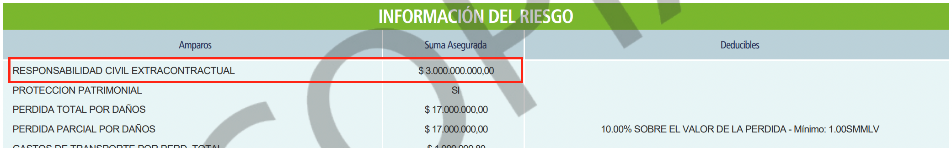 INFORMACIÓN DEL RIESGO
Amparos Suma Asegurada Deducibles
RESPONSABILIDAD CIVIL EXTRACONTRACTUAL $ 3.000.000.000,00
PROTECCION PATRIMONIAL SI
PERDIDA TOTAL POR DAÑOS $ 17.000.000,00
PERDIDA PARCIAL POR DAÑOS $ 17.000.000,00 10.00% SOBRE EL VALOR DE LA PERDIDA - Mínimo: 1.00SMMLV
GASTOS DE TRANSPORTE POR PERD. TOTAL